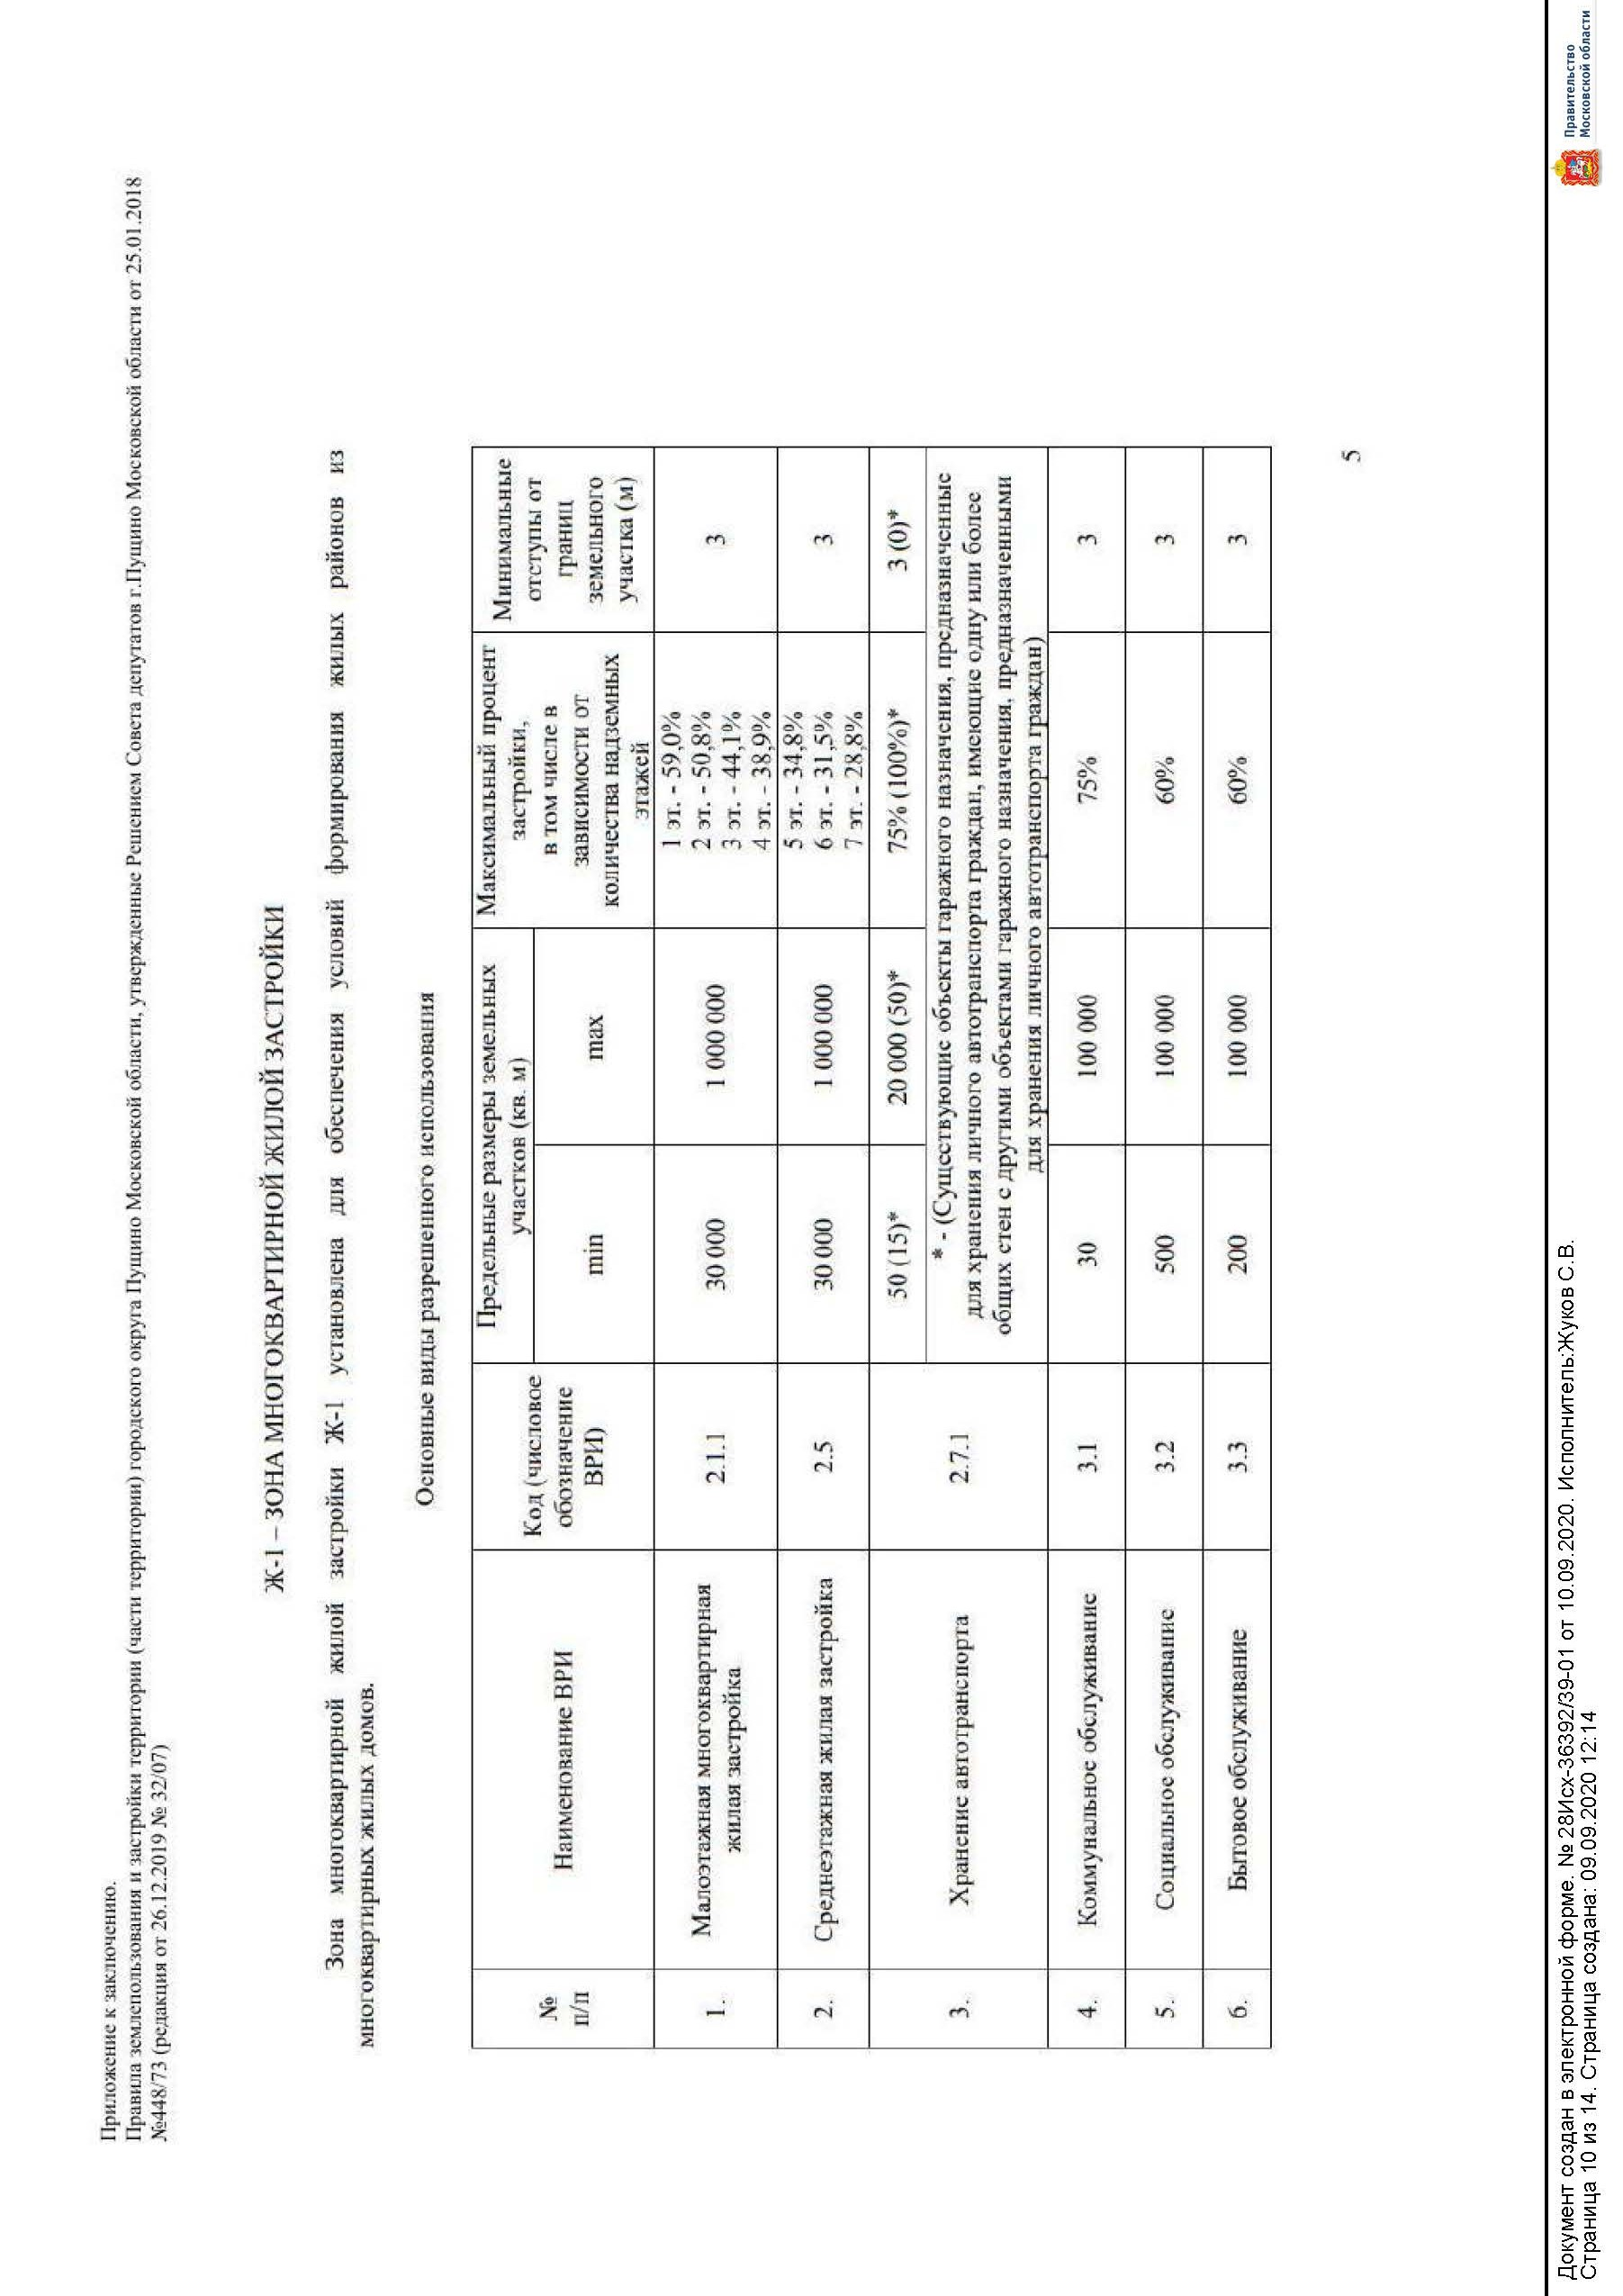 Приложение к заключению.
Правила землепользования и застройки территории (части территории) городского округа Пущино Московской области, утвержденные Решением Совета депутатов г.Пущино Московской области от 25.01.2018
№448/73 (редакция от 26.12.2019 № 32/07)
Ж-1 – ЗОНА МНОГОКВАРТИРНОЙ ЖИЛОЙ ЗАСТРОЙКИ
Зона многоквартирной жилой застройки Ж-1 установлена для обеспечения условий формирования жилых районов из
многоквартирных жилых домов.
Основные виды разрешенного использования
№
п/п
Наименование ВРИ
Код (числовое
обозначение
ВРИ)
Предельные размеры земельных
участков (кв. м)
min
max
Максимальный процент
застройки,
в том числе в
зависимости от
количества надземных
этажей
Минимальные
отступы от
границ
земельного
участка (м)
1.
Малоэтажная многоквартирная
жилая застройка
2.1.1
30 000
1 000 000
1 эт. - 59,0%
2 эт. - 50,8%
3 эт. - 44,1%
4 эт. - 38,9%
3
2.
Среднеэтажная жилая застройка
2.5
30 000
1 000 000
5 эт. - 34,8%
6 эт. - 31,5%
7 эт. - 28,8%
3
3.
Хранение автотранспорта
2.7.1
50 (15)*
20 000 (50)*
75% (100%)*
3 (0)*
* - (Существующие объекты гаражного назначения, предназначенные
для хранения личного автотранспорта граждан, имеющие одну или более
общих стен с другими объектами гаражного назначения, предназначенными
для хранения личного автотранспорта граждан)
4.
Коммунальное обслуживание
3.1
30
100 000
75%
3
5.
Социальное обслуживание
3.2
500
100 000
60%
3
6.
Бытовое обслуживание
3.3
200
100 000
60%
3
5
Документ создан в электронной форме. № 28Исх-36392/39-01 от 10.09.2020. Исполнитель:Жуков С.В.
Страница 10 из 14. Страница создана: 09.09.2020 12:14
Правительство
Московской области